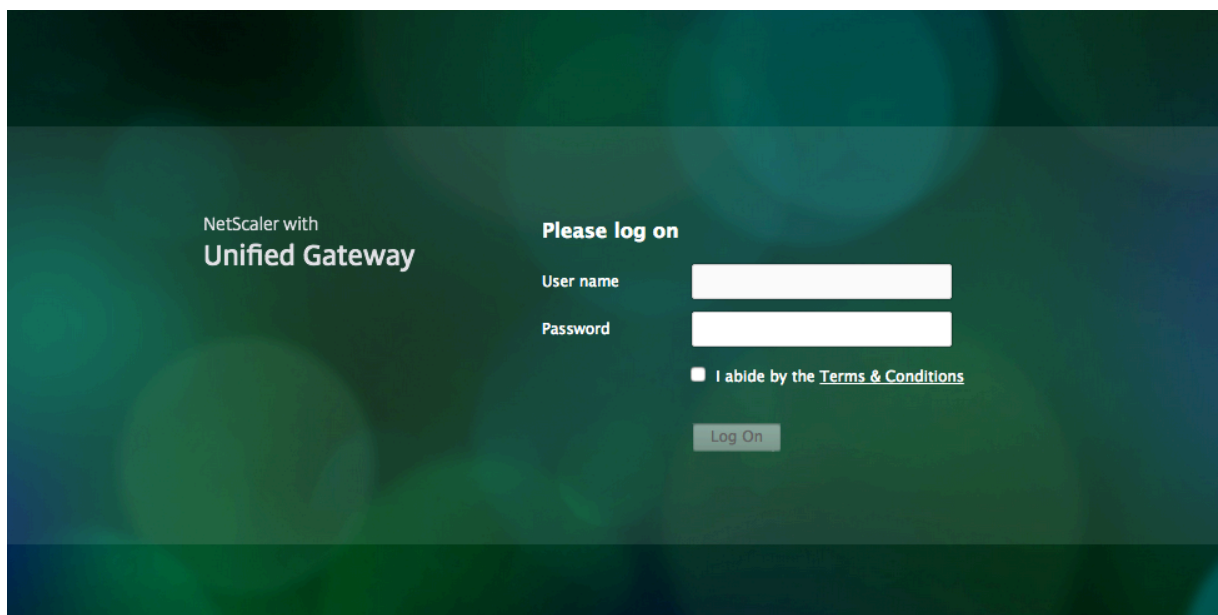 NetScaler with
Unified Gateway
Please log on
User name
Password
I abide by the Terms & Conditions
Log On